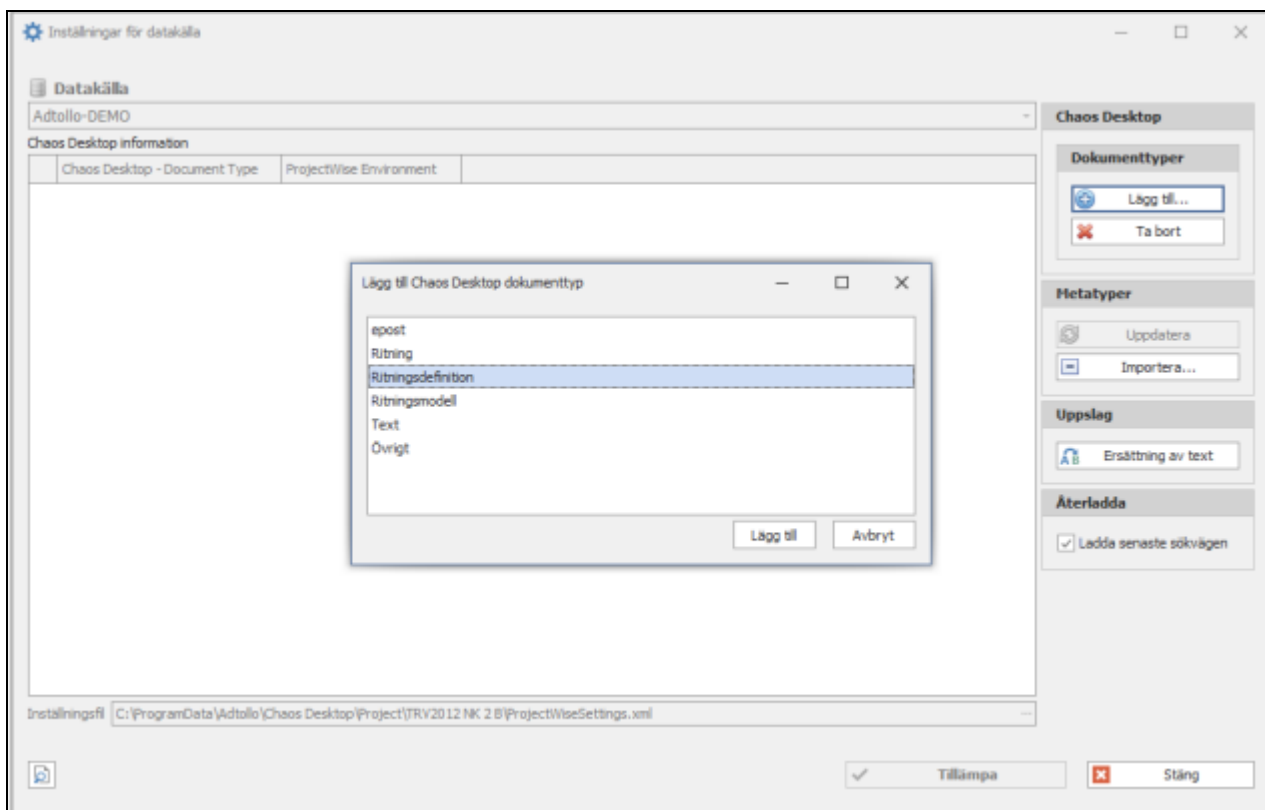 Inställningar för datakälla
Datakälla
Adtollo-DEMO
Chaos Desktop information
Chaos Desktop - Document Type ProjectWise Environment
Lägg till Chaos Desktop dokumenttyp
epost
Ritning
Ritningsdefinition
Ritningsmodell
Text
Övrigt
Lägg till Avbryt
Inställningsfil C:\ProgramData\Adtollo\Chaos Desktop\Project\TRV2012 NK 2 B\ProjectWiseSettings.xml ...
Chaos Desktop
Dokumenttyper
Lägg till...
Ta bort
Metatyper
Uppdatera
Importera...
Uppslag
Ersättning av text
Återladda
Ladda senaste sökvägen
Tillämpa Stäng